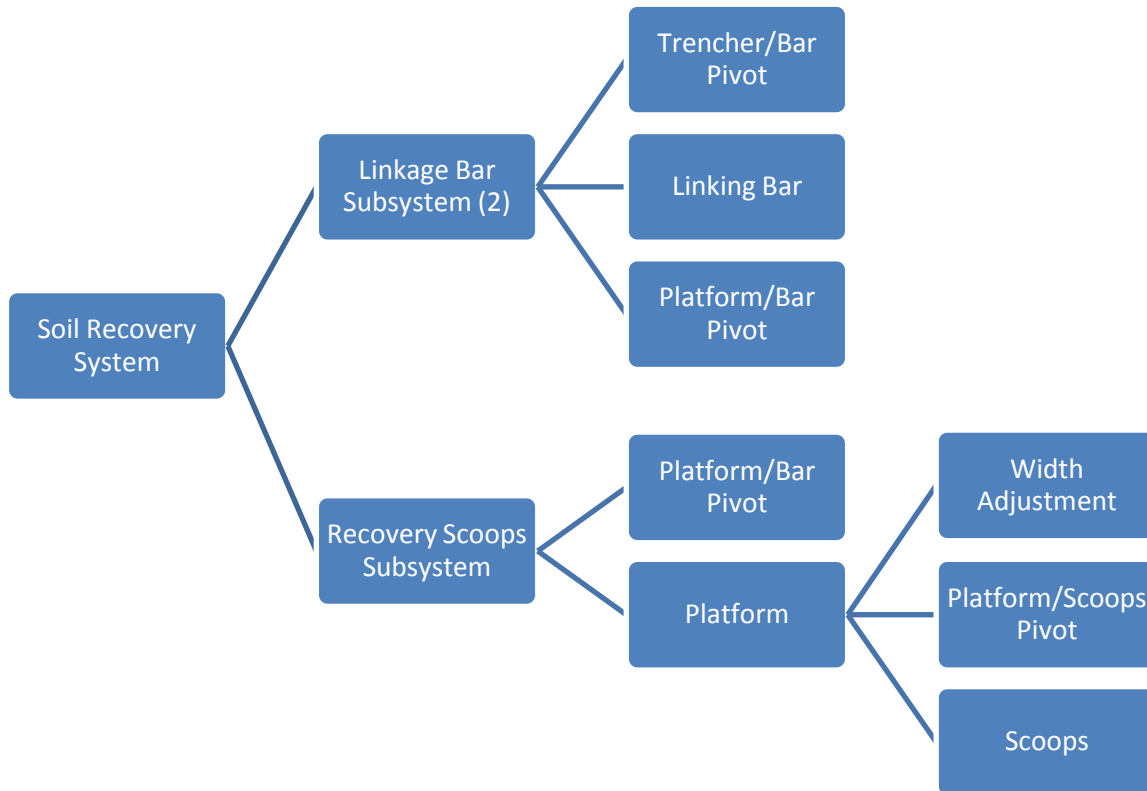 Soil Recovery
System
Linkage Bar
Subsystem (2)
Trencher/Bar
Pivot
Linking Bar
Platform/Bar
Pivot
Recovery Scoops
Subsystem
Platform/Bar
Pivot
Platform
Width
Adjustment
Platform/Scoops
Pivot
Scoops